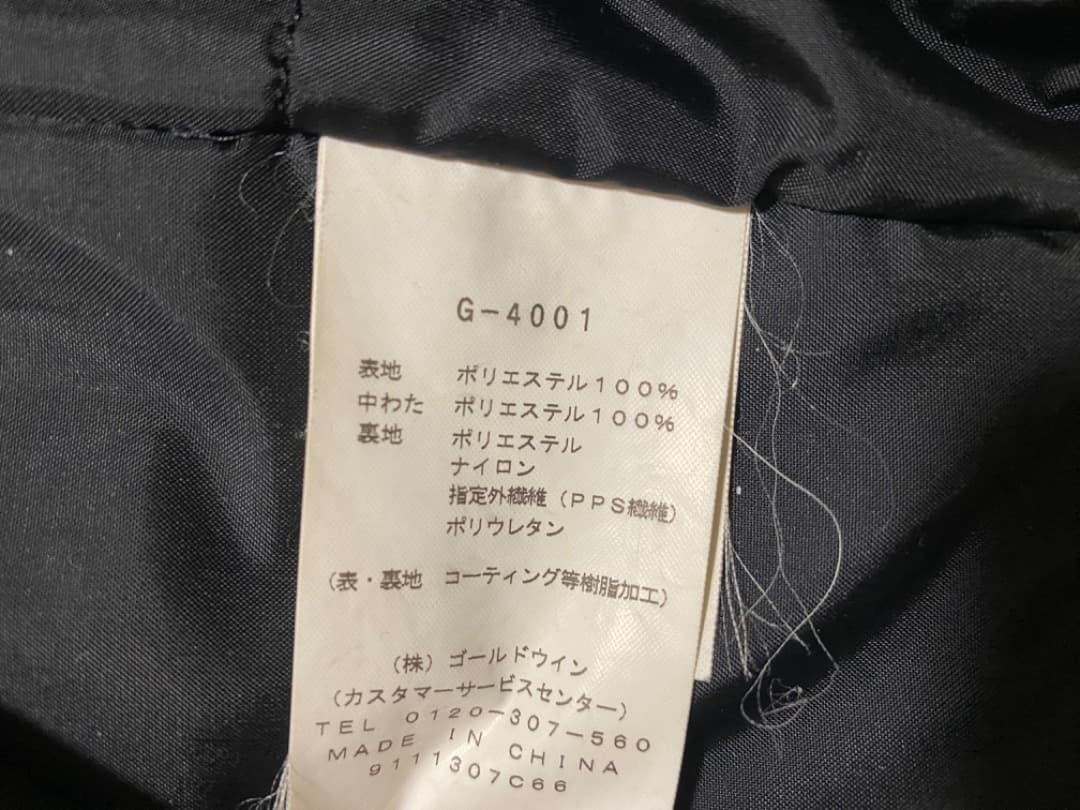 G-4001
表地 ポリエステル100%
中わた ポリエステル100%
裏地 ポリエステル
ナイロン
指定外繊維(PPS繊維)
ポリウレタン
(表・裏地 コーティング等樹脂加工)
(株)ゴールドウイン
(カスタマーサービスセンター)
TEL 0120-307-560
MADE IN CHINA
9111307C66